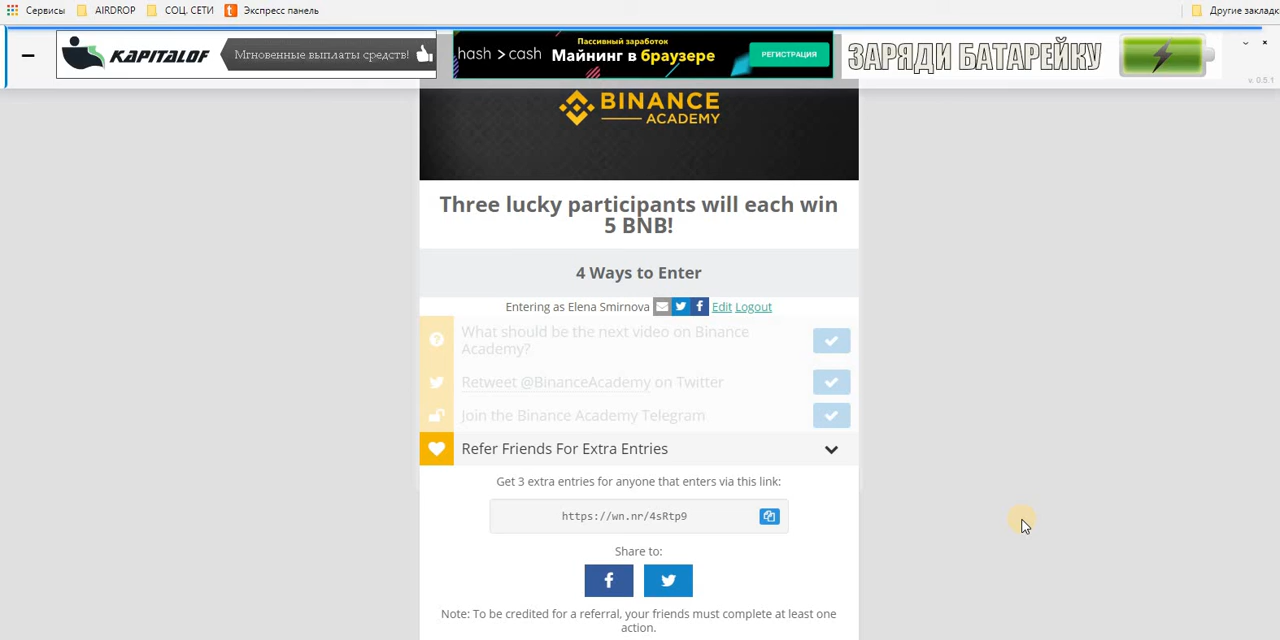 Сервисы AIRDROP СОЦ. СЕТИ t Экспресс панель Другие заклад
KAPITALOF Мгновенные выплаты средств!
hash > cash Пассивный заработок
Майнинг в браузере РЕГИСТРАЦИЯ
ЗАРЯДИ БАТАРЕЙКУ
v. 0.5.1
BINANCE
ACADEMY
Three lucky participants will each win
5 BNB!
4 Ways to Enter
Entering as Elena Smirnova Edit Logout
What should be the next video on Binance
Academy?
Retweet @BinanceAcademy on Twitter
Join the Binance Academy Telegram
Refer Friends For Extra Entries
Get 3 extra entries for anyone that enters via this link:
https://wn.nr/4sRtp9
Share to:
Note: To be credited for a referral, your friends must complete at least one
action.